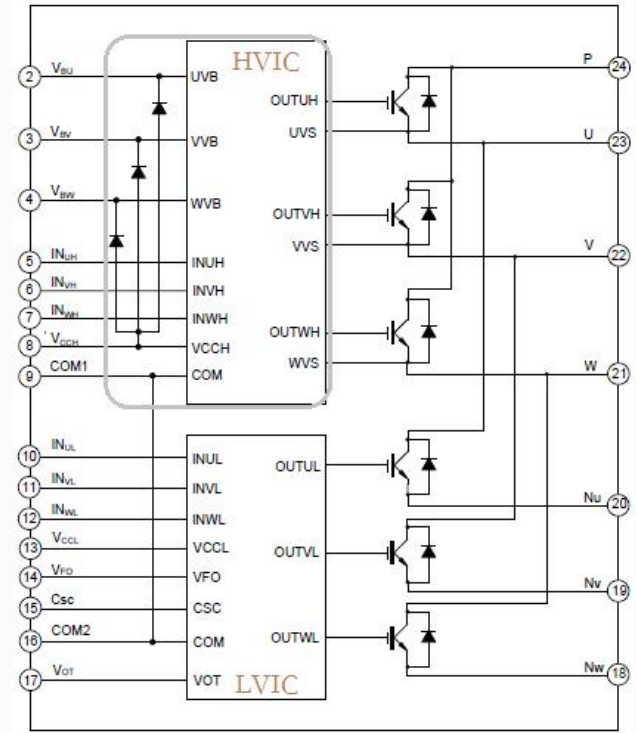 HVIC
2 VBU UVB
OUTUH
P 24
UVS
U 23
3 VBV VVB
4 VBW WVB
OUTVH
VVS
V 22
5 INUH INUH
6 INVH INVH
7 INWH INWH
OUTWH
8 VCCH VCCH
WVS
W 21
9 COM1 COM
10 INUL INUL
OUTUL
11 INVL INVL
12 INWL INWL
Nu 20
13 VCCL VCCL
OUTVL
14 VFO VFO
Nv 19
15 Csc CSC
16 COM2 COM
OUTWL
17 VOT VOT
Nw 18
LVIC